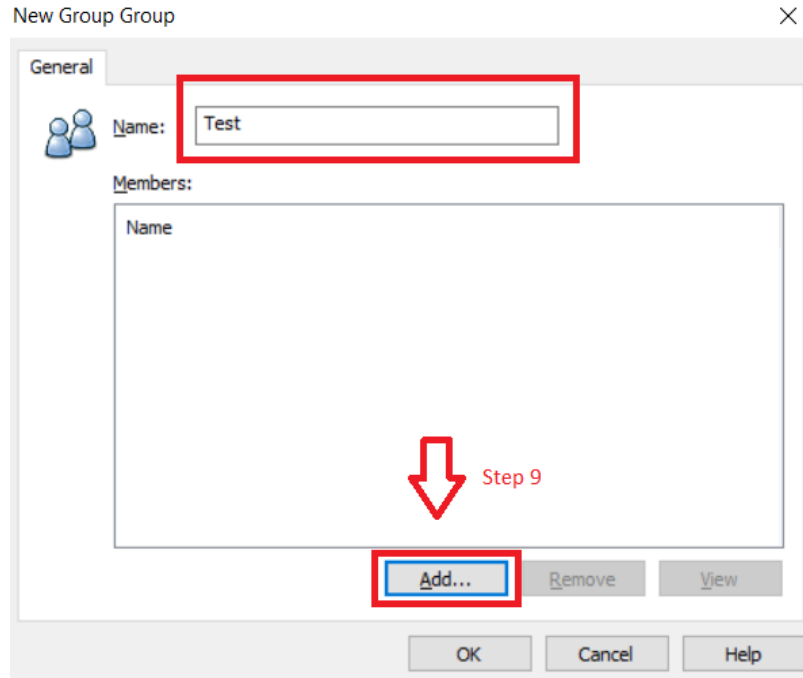 New Group Group
General
Name: Test
Members:
Name
Step 9
Add... Remove View
OK Cancel Help